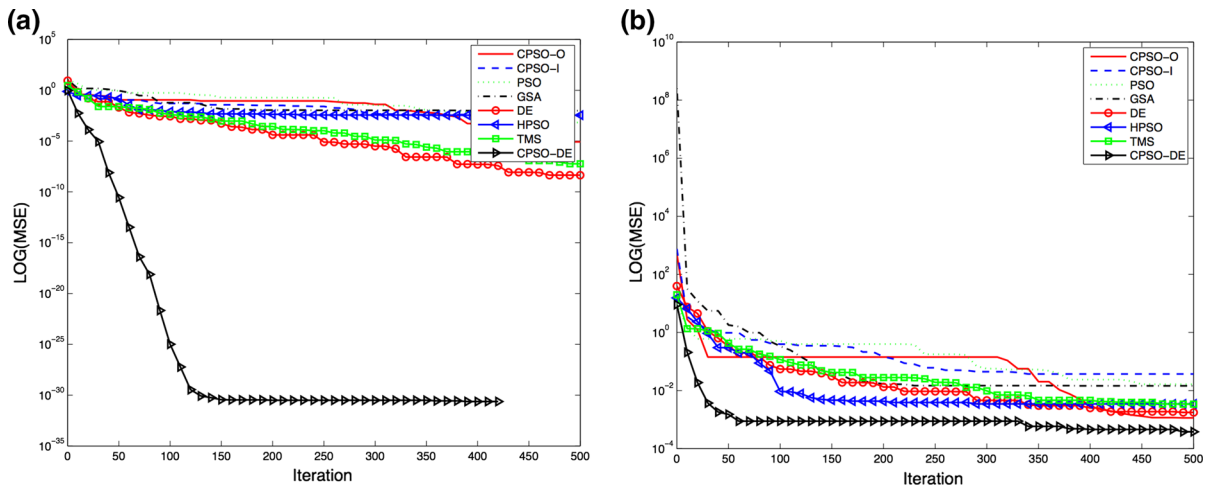 (a)
LOG(MSE)
10^5
10^0
10^-5
10^-10
10^-15
10^-20
10^-25
10^-30
10^-35
0 50 100 150 200 250 300 350 400 450 500
Iteration
CPSO-O
CPSO-I
PSO
GSA
DE
HPSO
TMS
CPSO-DE
(b)
LOG(MSE)
10^10
10^8
10^6
10^4
10^2
10^0
10^-2
10^-4
0 50 100 150 200 250 300 350 400 450 500
Iteration
CPSO-O
CPSO-I
PSO
GSA
DE
HPSO
TMS
CPSO-DE